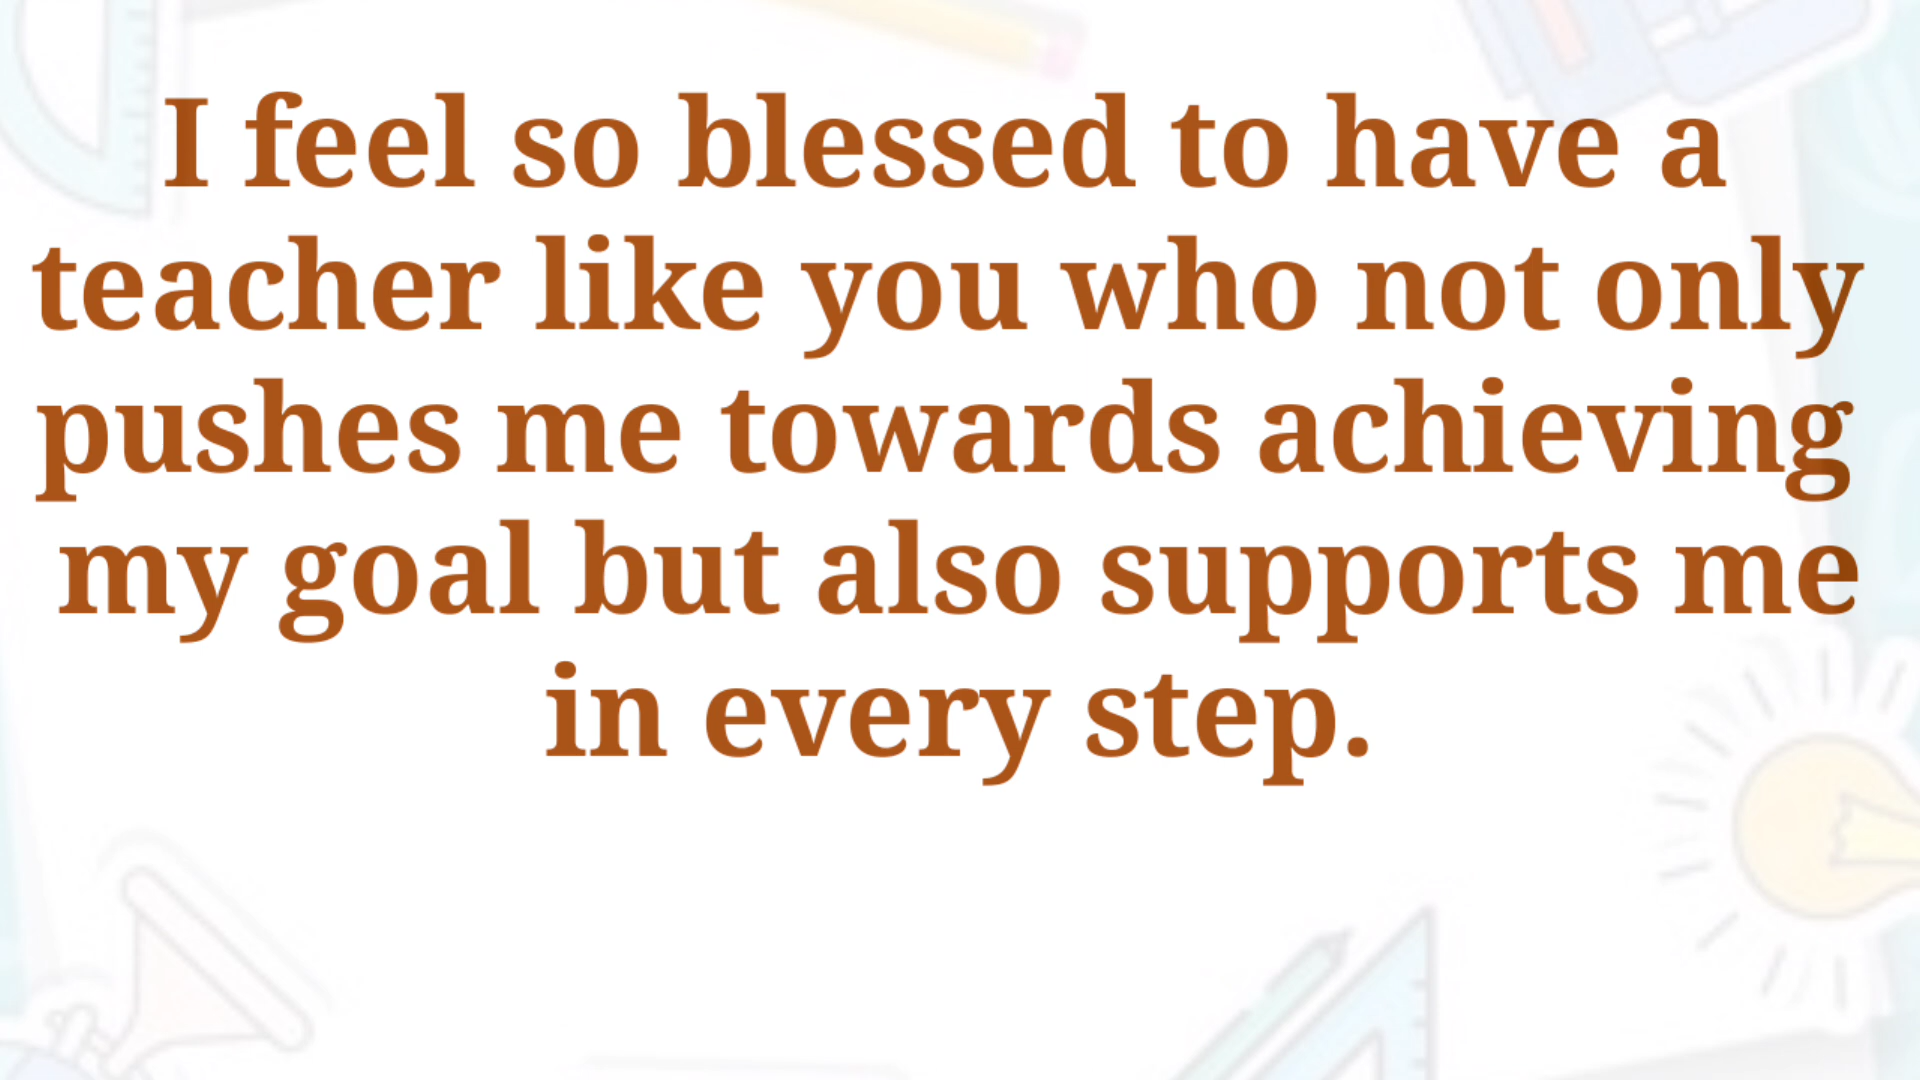 I feel so blessed to have a
teacher like you who not only
pushes me towards achieving
my goal but also supports me
in every step.